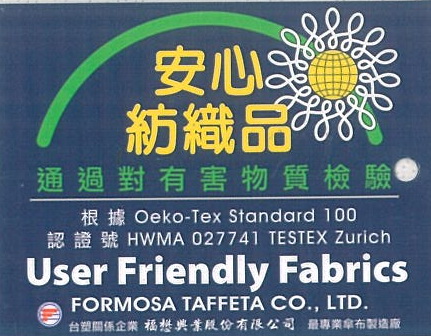 安心
紡織品
通過對有害物質檢驗
根據 Oeko-Tex Standard 100
認證號 HWMA 027741 TESTEX Zurich
User Friendly Fabrics
FORMOSA TAFFETA CO., LTD.
台塑關係企業 福懋興業股份有限公司 最專業傘布製造廠